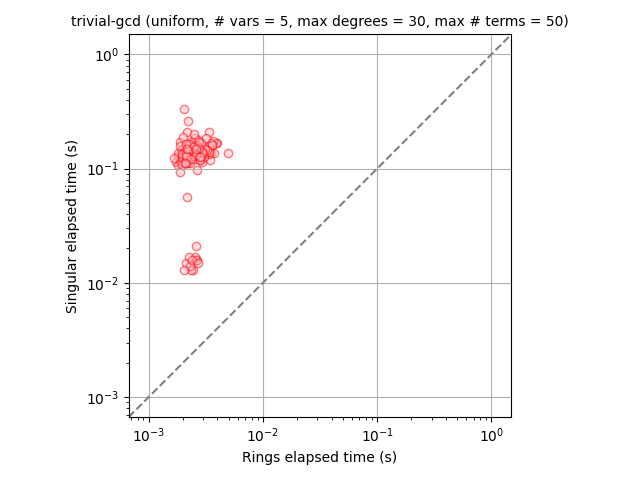 trivial-gcd (uniform, # vars = 5, max degrees = 30, max # terms = 50)
Singular elapsed time (s)
10⁰
10⁻¹
10⁻²
10⁻³
10⁻³ 10⁻² 10⁻¹ 10⁰
Rings elapsed time (s)